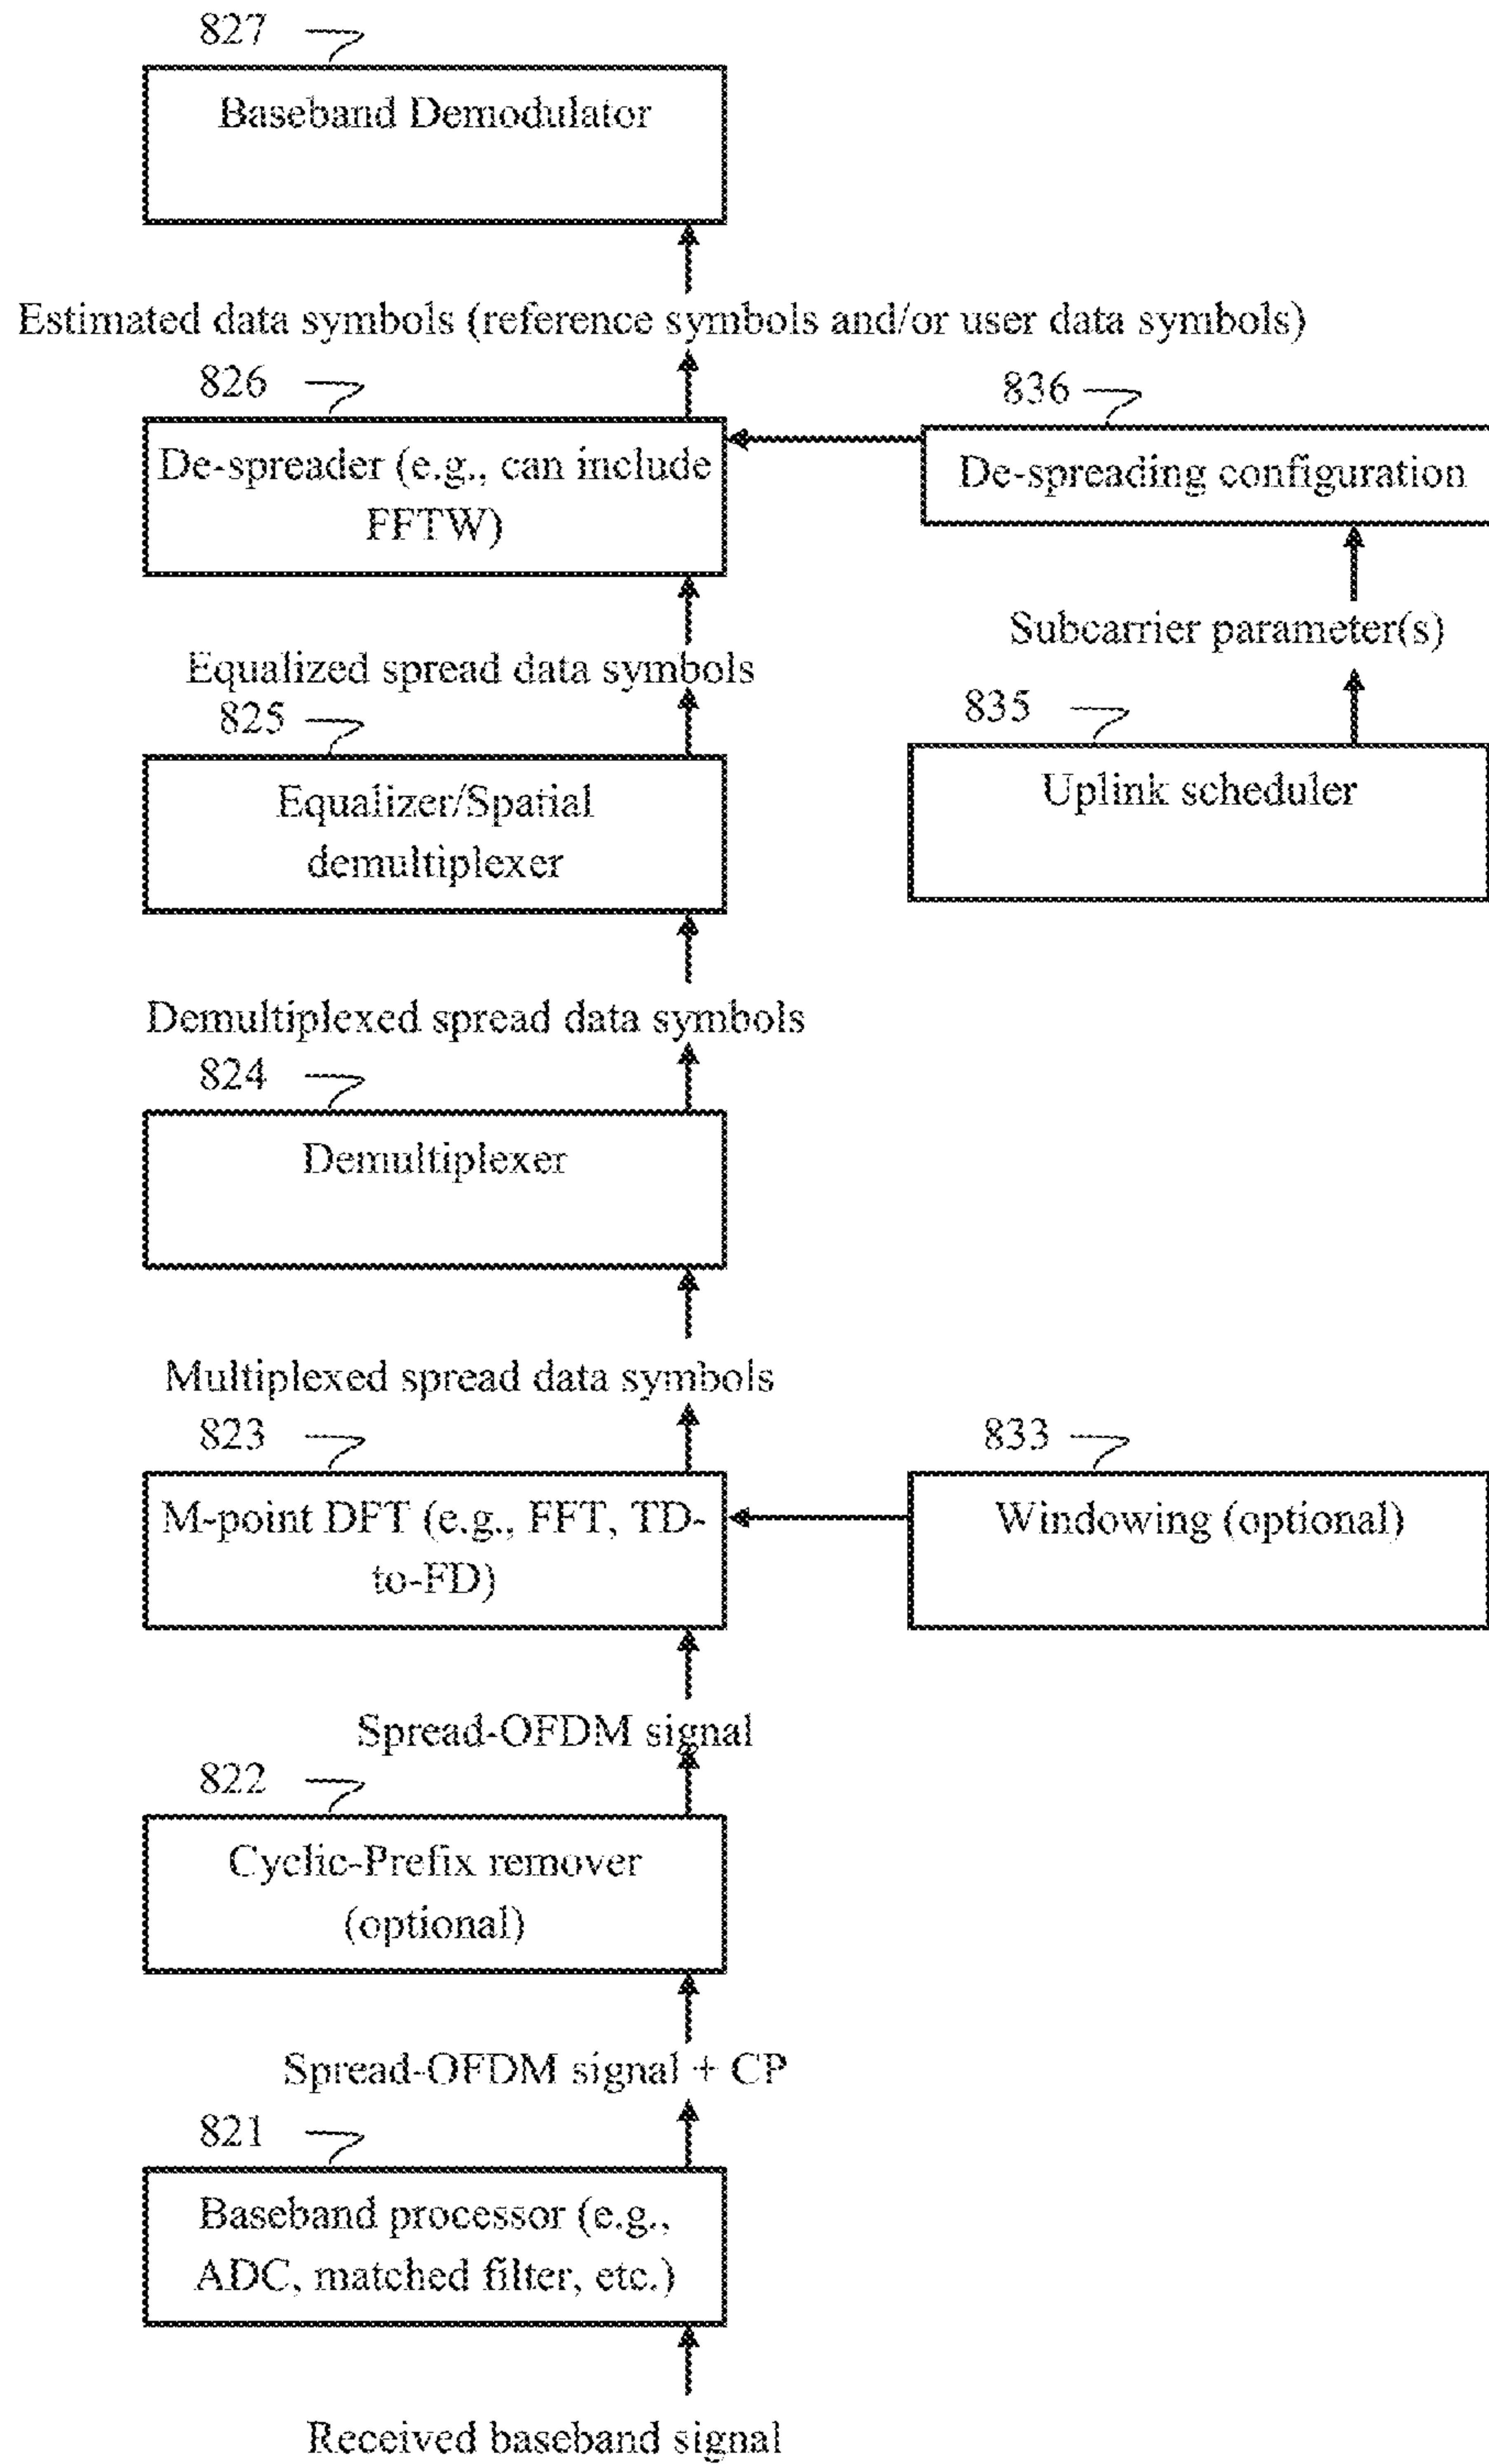 827
Baseband Demodulator
Estimated data symbols (reference symbols and/or user data symbols)
826
836
De-spreader (e.g., can include
FFTW)
De-spreading configuration
Subcarrier parameter(s)
Equalized spread data symbols
825
835
Equalizer/Spatial
demultiplexer
Uplink scheduler
Demultiplexed spread data symbols
824
Demultiplexer
Multiplexed spread data symbols
823
833
M-point DFT (e.g., FFT, TD-
to-FD)
Windowing (optional)
Spread-OFDM signal
822
Cyclic-Prefix remover
(optional)
Spread-OFDM signal + CP
821
Baseband processor (e.g.,
ADC, matched filter, etc.)
Received baseband signal